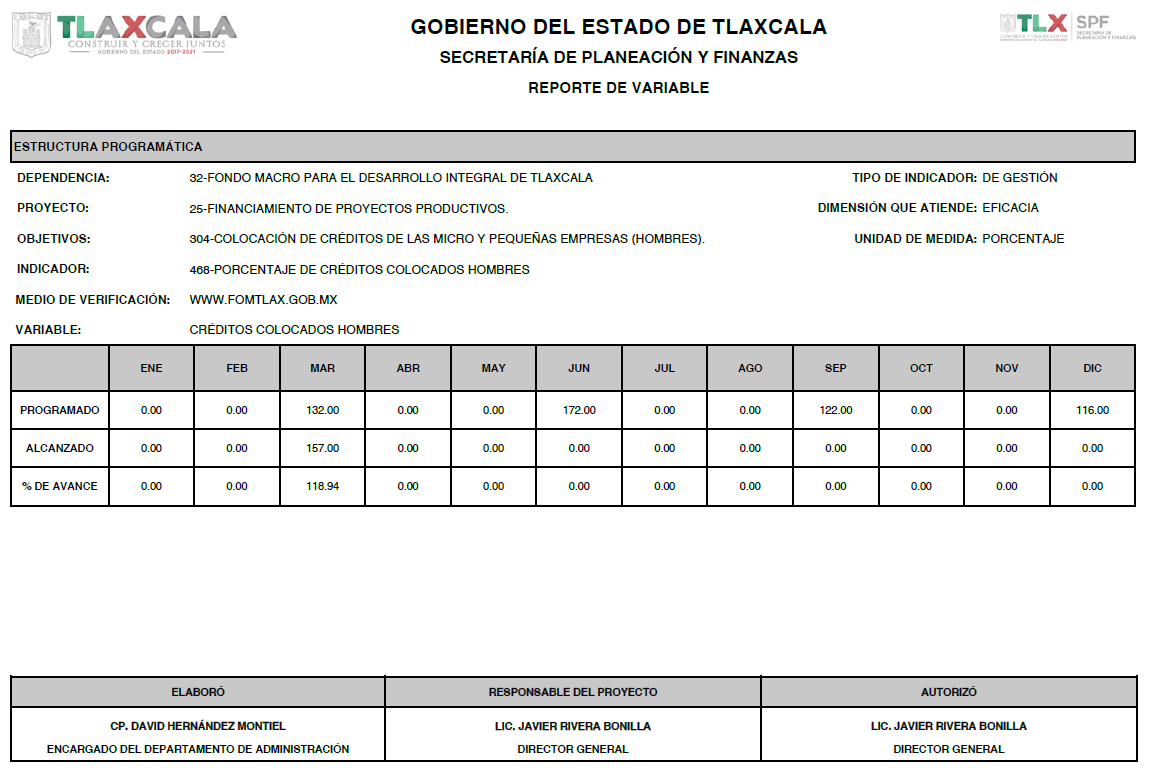 TLAXCALA
CONSTRUIR Y CRECER JUNTOS
GOBIERNO DEL ESTADO 2017-2021
GOBIERNO DEL ESTADO DE TLAXCALA
SECRETARÍA DE PLANEACIÓN Y FINANZAS
REPORTE DE VARIABLE
TLX SPF
CONSTRUIR Y CRECER JUNTOS
SECRETARÍA DE
PLANEACIÓN Y FINANZAS
ESTRUCTURA PROGRAMÁTICA
DEPENDENCIA: 32-FONDO MACRO PARA EL DESARROLLO INTEGRAL DE TLAXCALA TIPO DE INDICADOR: DE GESTIÓN
PROYECTO: 25-FINANCIAMIENTO DE PROYECTOS PRODUCTIVOS. DIMENSIÓN QUE ATIENDE: EFICACIA
OBJETIVOS: 304-COLOCACIÓN DE CRÉDITOS DE LAS MICRO Y PEQUEÑAS EMPRESAS (HOMBRES). UNIDAD DE MEDIDA: PORCENTAJE
INDICADOR: 468-PORCENTAJE DE CRÉDITOS COLOCADOS HOMBRES
MEDIO DE VERIFICACIÓN: WWW.FOMTLAX.GOB.MX
VARIABLE: CRÉDITOS COLOCADOS HOMBRES
ENE FEB MAR ABR MAY JUN JUL AGO SEP OCT NOV DIC
PROGRAMADO 0.00 0.00 132.00 0.00 0.00 172.00 0.00 0.00 122.00 0.00 0.00 116.00
ALCANZADO 0.00 0.00 157.00 0.00 0.00 0.00 0.00 0.00 0.00 0.00 0.00 0.00
% DE AVANCE 0.00 0.00 118.94 0.00 0.00 0.00 0.00 0.00 0.00 0.00 0.00 0.00
ELABORÓ RESPONSABLE DEL PROYECTO AUTORIZÓ
CP. DAVID HERNÁNDEZ MONTIEL LIC. JAVIER RIVERA BONILLA LIC. JAVIER RIVERA BONILLA
ENCARGADO DEL DEPARTAMENTO DE ADMINISTRACIÓN DIRECTOR GENERAL DIRECTOR GENERAL